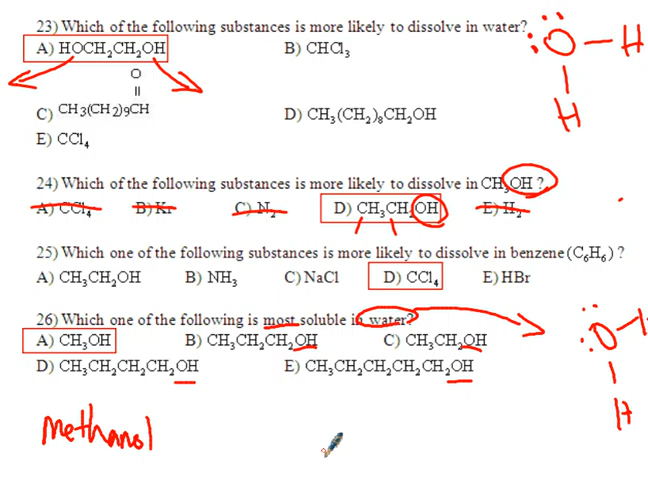 23) Which of the following substances is more likely to dissolve in water?
A) HOCH₂CH₂OH B) CHCl₃
O
C) CH3(CH2)9CH D) CH₃(CH₂)₈CH₂OH
E) CCl₄
24) Which of the following substances is more likely to dissolve in CH₃OH ?
A) CCl₄ B) Kr C) N₂ D) CH₃CH₂OH E) H₂
25) Which one of the following substances is more likely to dissolve in benzene (C₆H₆) ?
A) CH₃CH₂OH B) NH₃ C) NaCl D) CCl₄ E) HBr
26) Which one of the following is most soluble in water?
A) CH₃OH B) CH₃CH₂CH₂OH C) CH₃CH₂OH
D) CH₃CH₂CH₂CH₂OH E) CH₃CH₂CH₂CH₂CH₂OH
Methanol
O H
H
O H
H